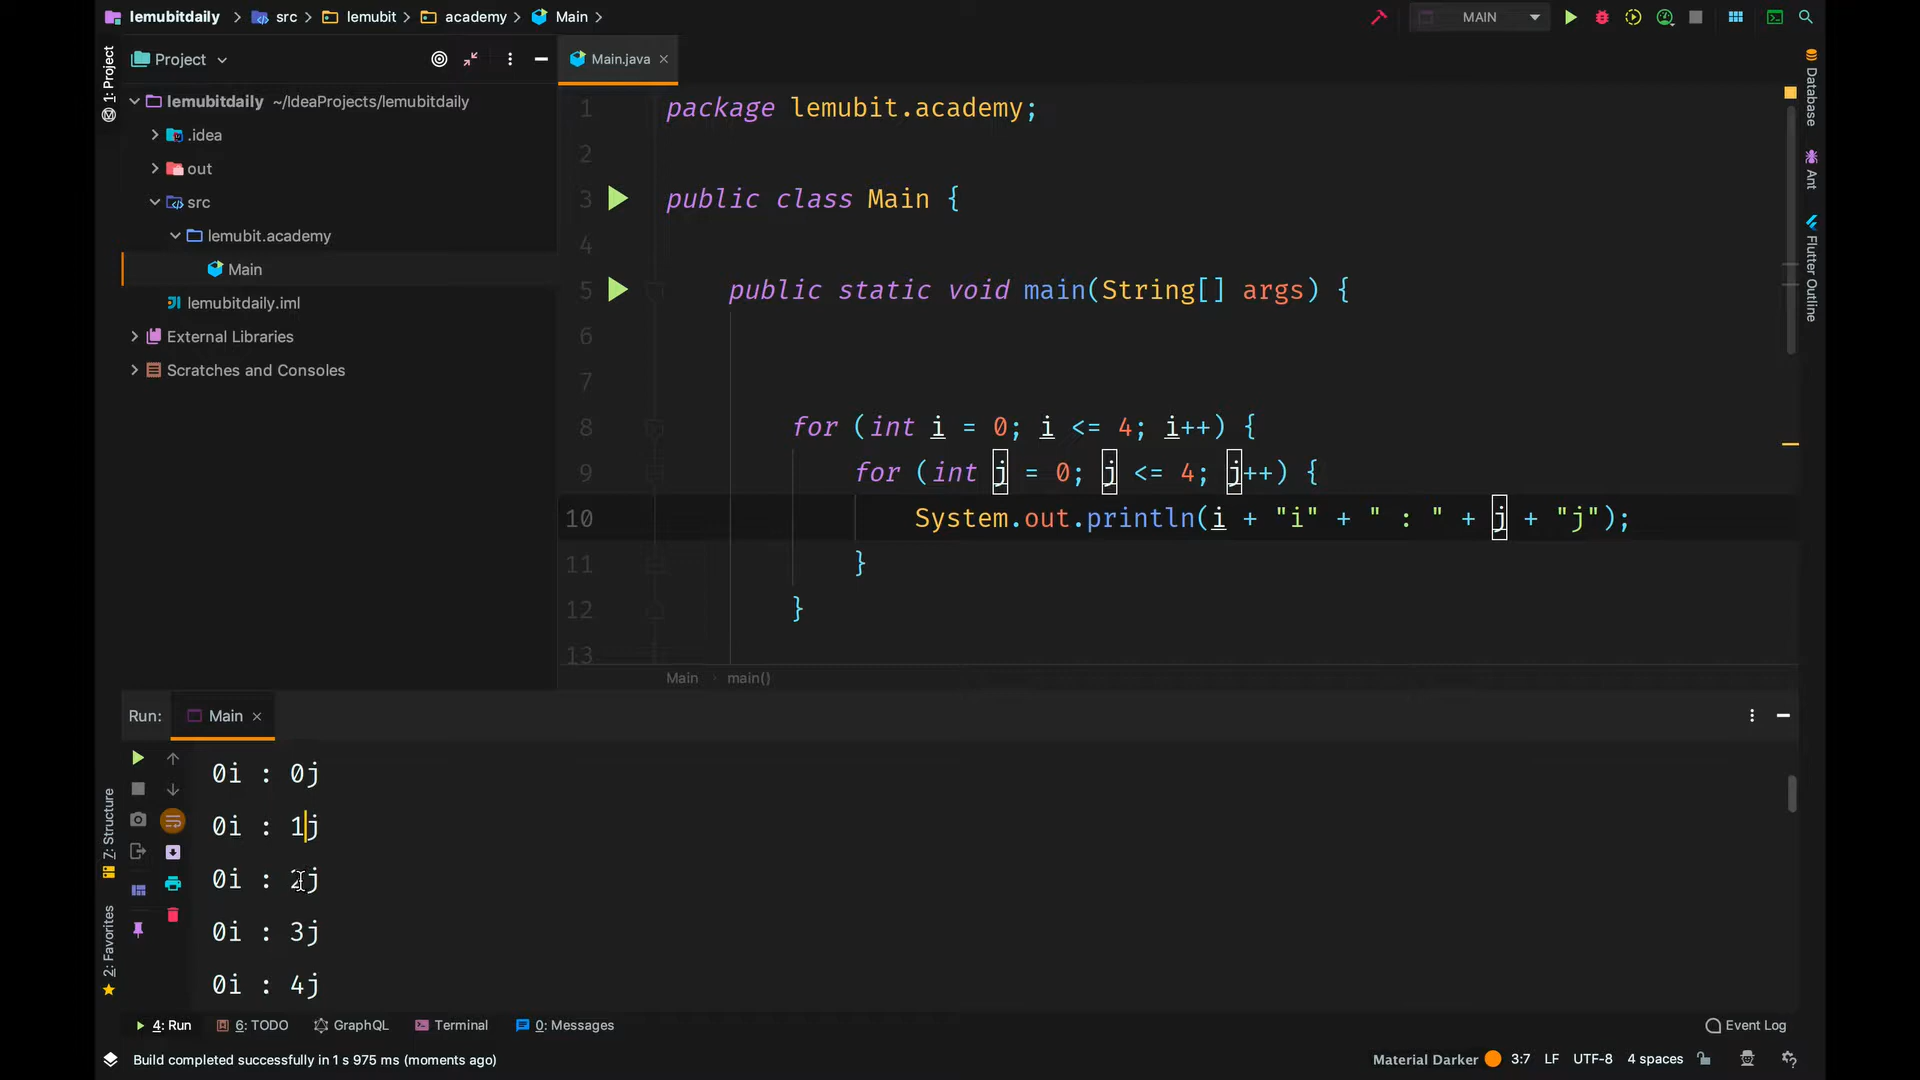 lemubitdaily > src > lemubit > academy > Main >
MAIN
1: Project
Project
Main.java
lemubitdaily ~/IdeaProjects/lemubitdaily
.idea
out
src
lemubit.academy
Main
lemubitdaily.iml
External Libraries
Scratches and Consoles
1 package lemubit.academy;
2
3 public class Main {
4
5 public static void main(String[] args) {
6
7
8 for (int i = 0; i <= 4; i++) {
9 for (int j = 0; j <= 4; j++) {
10 System.out.println(i + "i" + " : " + j + "j");
11 }
12 }
13
Main > main()
Database
Ant
Flutter Outline
Run: Main
0i : 0j
0i : 1j
0i : 2j
0i : 3j
0i : 4j
7: Structure
2: Favorites
4: Run 6: TODO GraphQL Terminal 0: Messages Event Log
Build completed successfully in 1 s 975 ms (moments ago) Material Darker 3:7 LF UTF-8 4 spaces